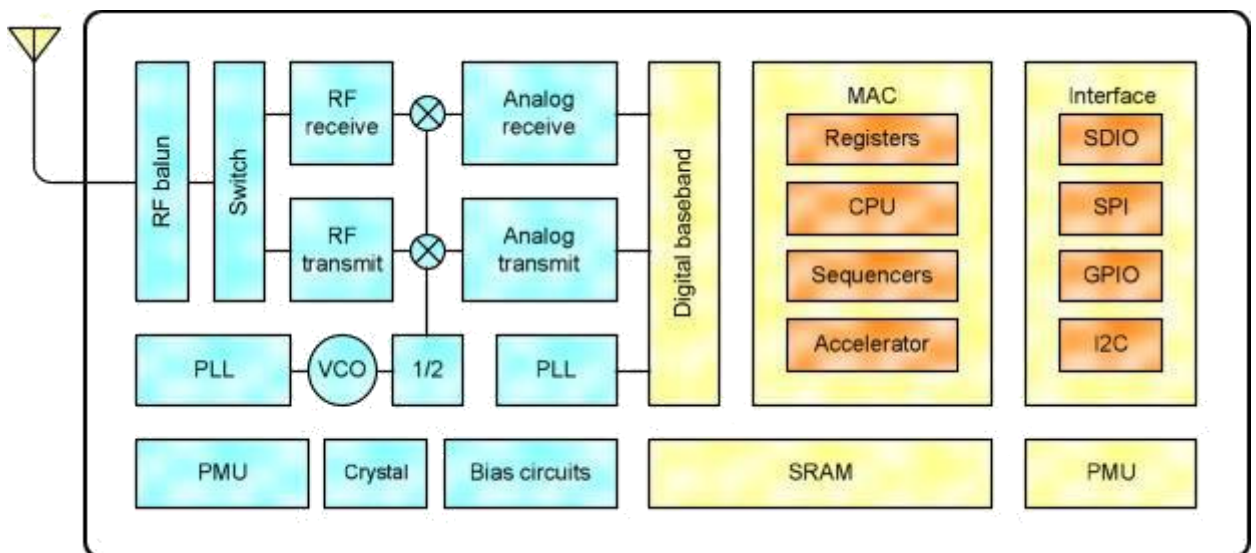 RF balun
Switch
RF
receive
Analog
receive
RF
transmit
Analog
transmit
PLL
VCO
1/2
PLL
Digital baseband
MAC
Registers
CPU
Sequencers
Accelerator
Interface
SDIO
SPI
GPIO
I2C
PMU
Crystal
Bias circuits
SRAM
PMU